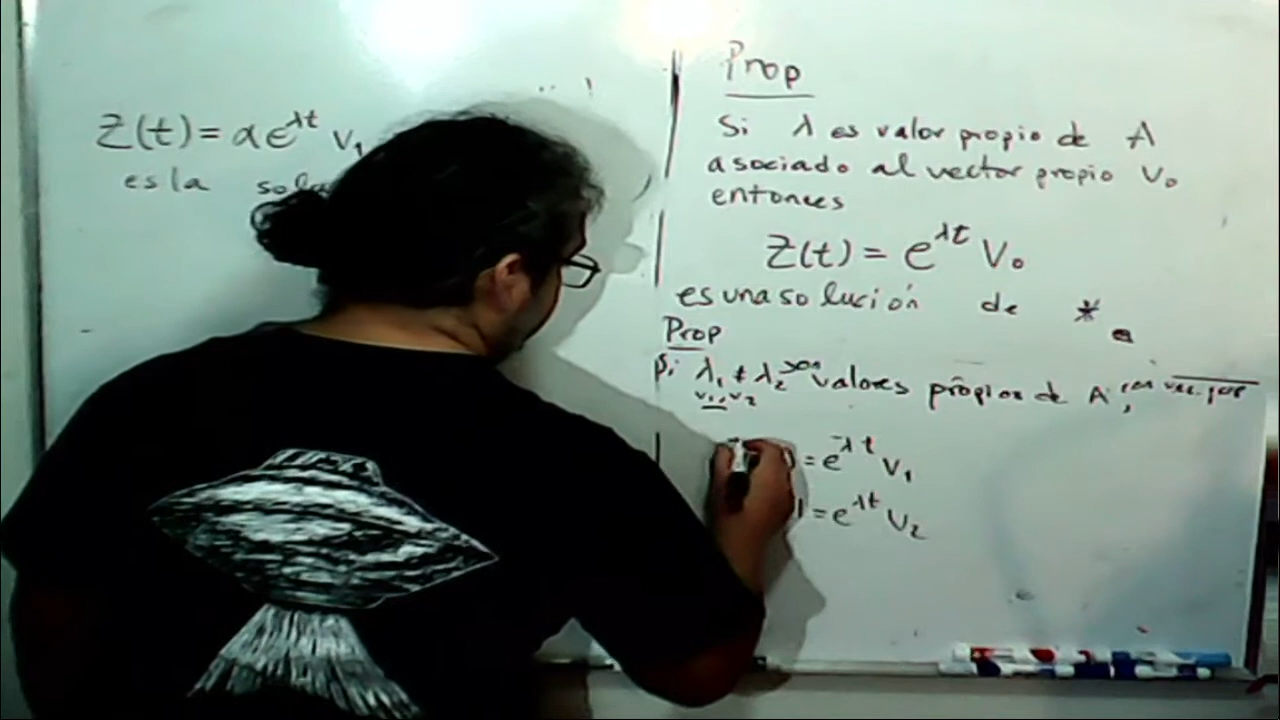 Z(t) = αe^{λt} v₁
es la
Prop
Si λ es valor propio de A
asociado al vector propio v₀
entonces
Z(t) = e^{λt} V₀
es una solución de *
Prop
Si λ₁ ≠ λ₂ son valores propios de A, con vec. prop
v₁, v₂
= e^{λt} v₁
= e^{λt} v₂